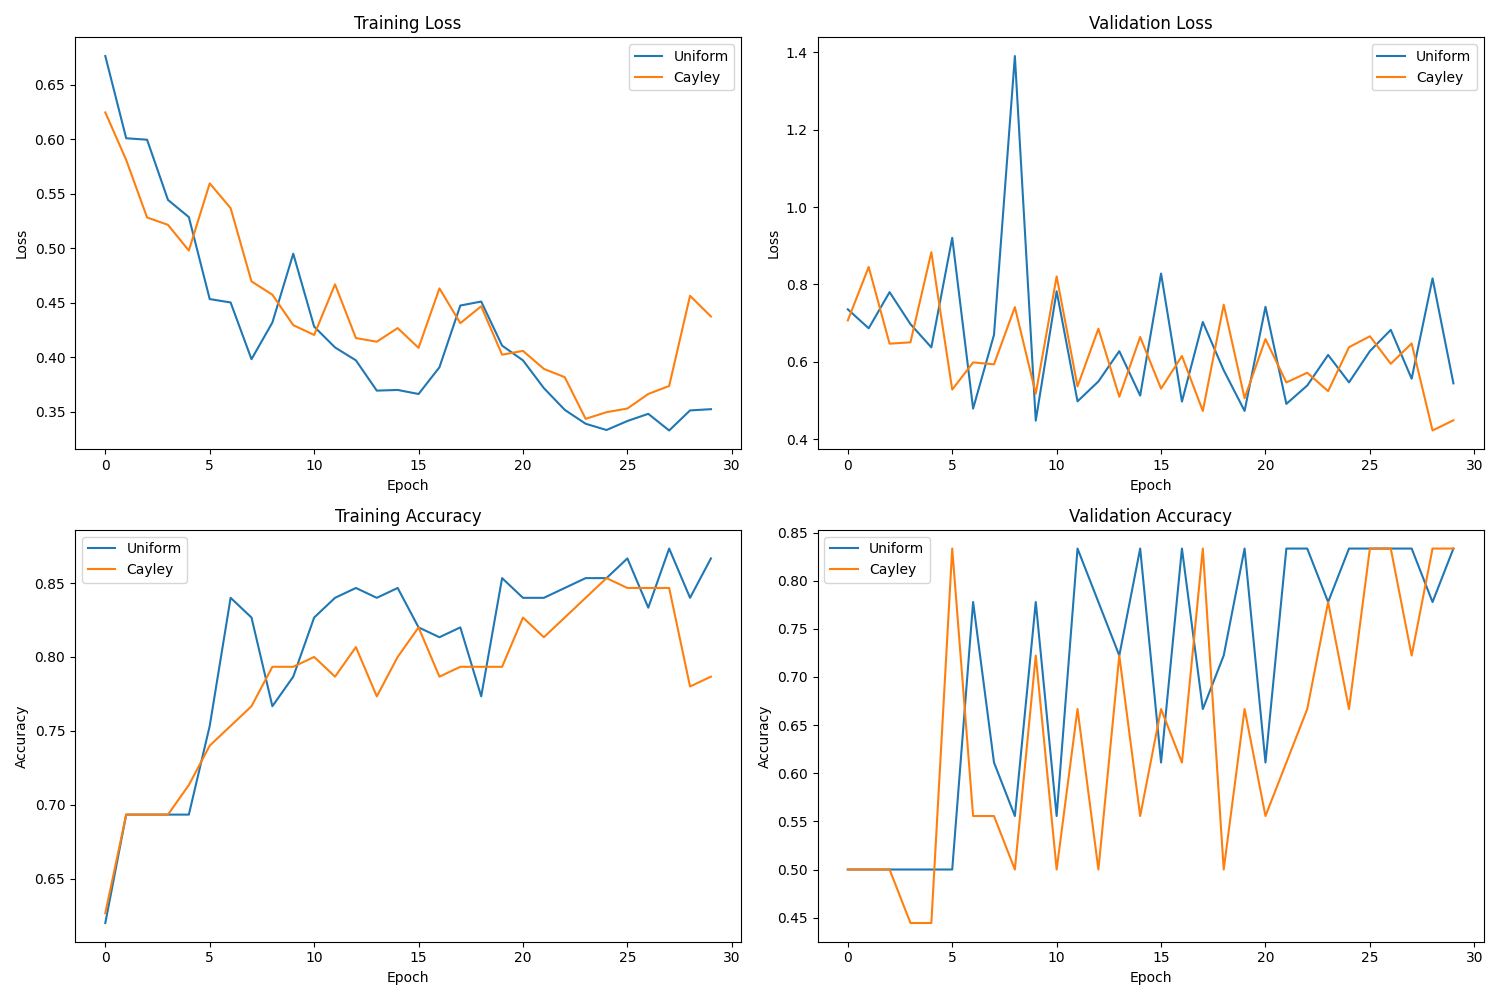 Training Loss
Uniform
Cayley
0.65
0.60
0.55
0.50
0.45
0.40
0.35
Loss
0 5 10 15 20 25 30
Epoch
Validation Loss
Uniform
Cayley
1.4
1.2
1.0
0.8
0.6
0.4
Loss
0 5 10 15 20 25 30
Epoch
Training Accuracy
Uniform
Cayley
0.85
0.80
0.75
0.70
0.65
Accuracy
0 5 10 15 20 25 30
Epoch
Validation Accuracy
Uniform
Cayley
0.85
0.80
0.75
0.70
0.65
0.60
0.55
0.50
0.45
Accuracy
0 5 10 15 20 25 30
Epoch